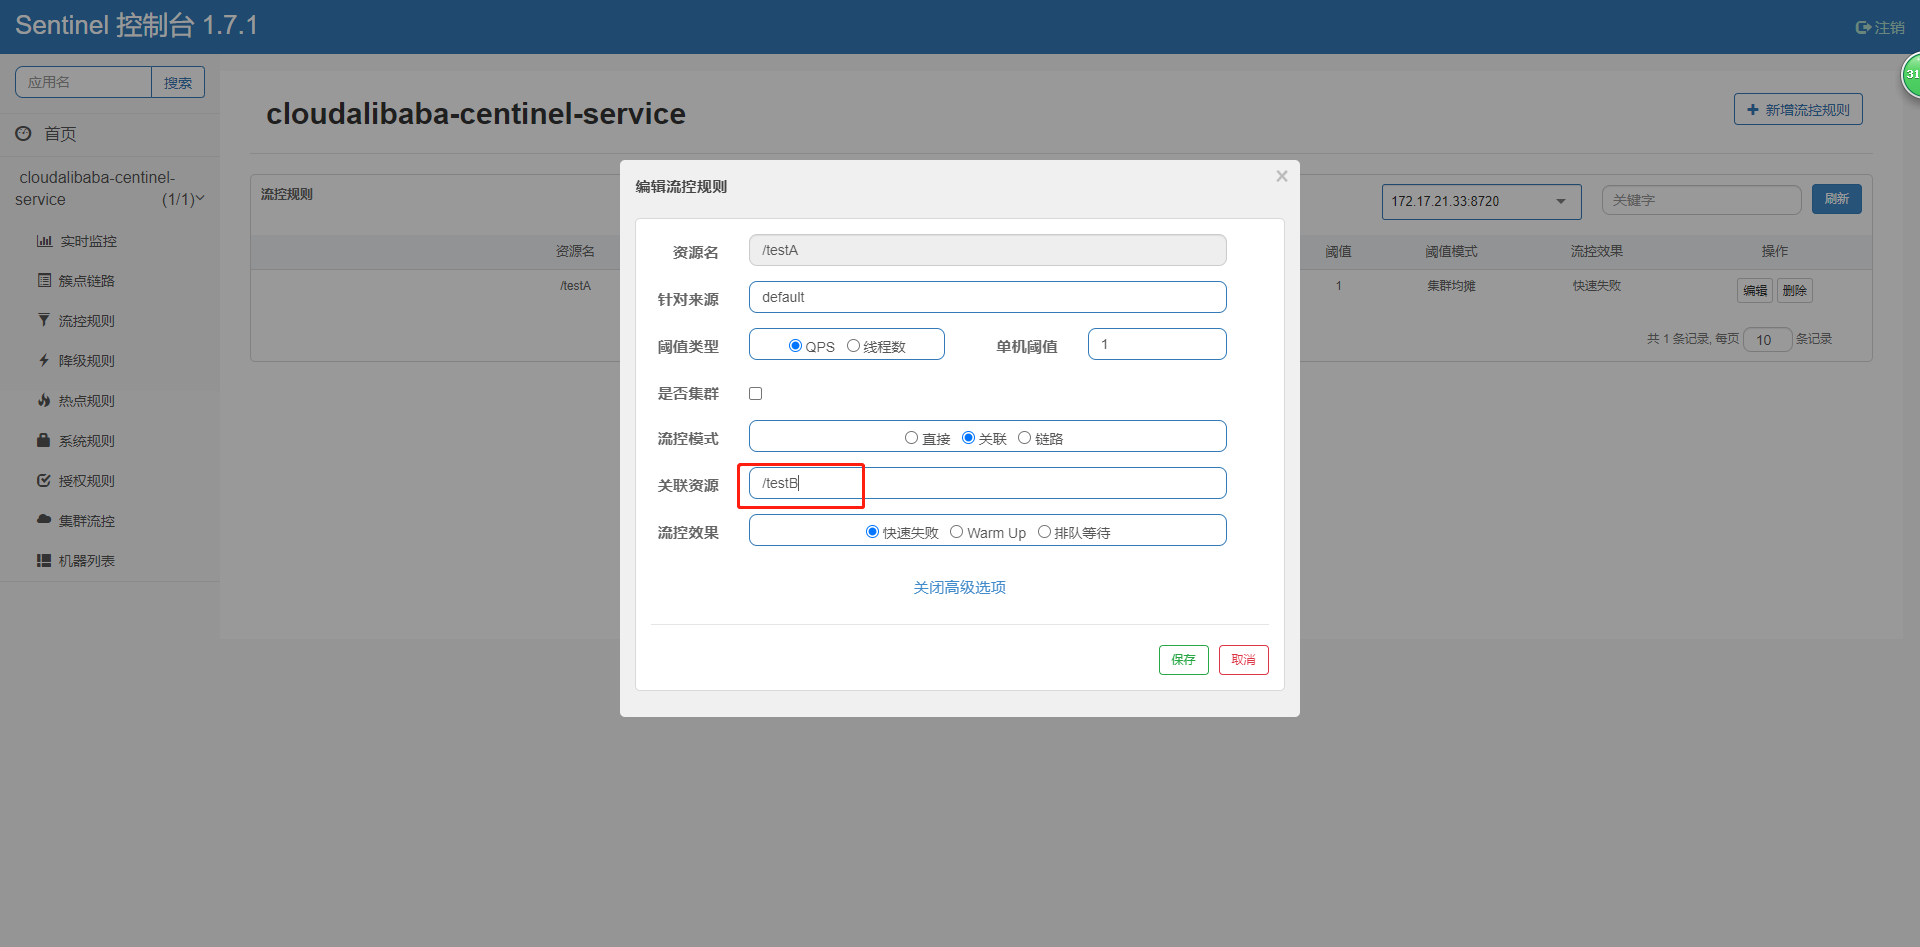 Sentinel 控制台 1.7.1
注销
31
应用名
搜索
首页
cloudalibaba-centinel-service
(1/1)
实时监控
簇点链路
流控规则
降级规则
热点规则
系统规则
授权规则
集群流控
机器列表
cloudalibaba-centinel-service
新增流控规则
流控规则
172.17.21.33:8720
关键字
刷新
资源名
阈值
阈值模式
流控效果
操作
/testA
1
集群均摊
快速失败
编辑
删除
共 1 条记录, 每页 10 条记录
编辑流控规则
×
资源名
/testA
针对来源
default
阈值类型
QPS
线程数
单机阈值
1
是否集群
流控模式
直接
关联
链路
关联资源
/testB
流控效果
快速失败
Warm Up
排队等待
关闭高级选项
保存
取消